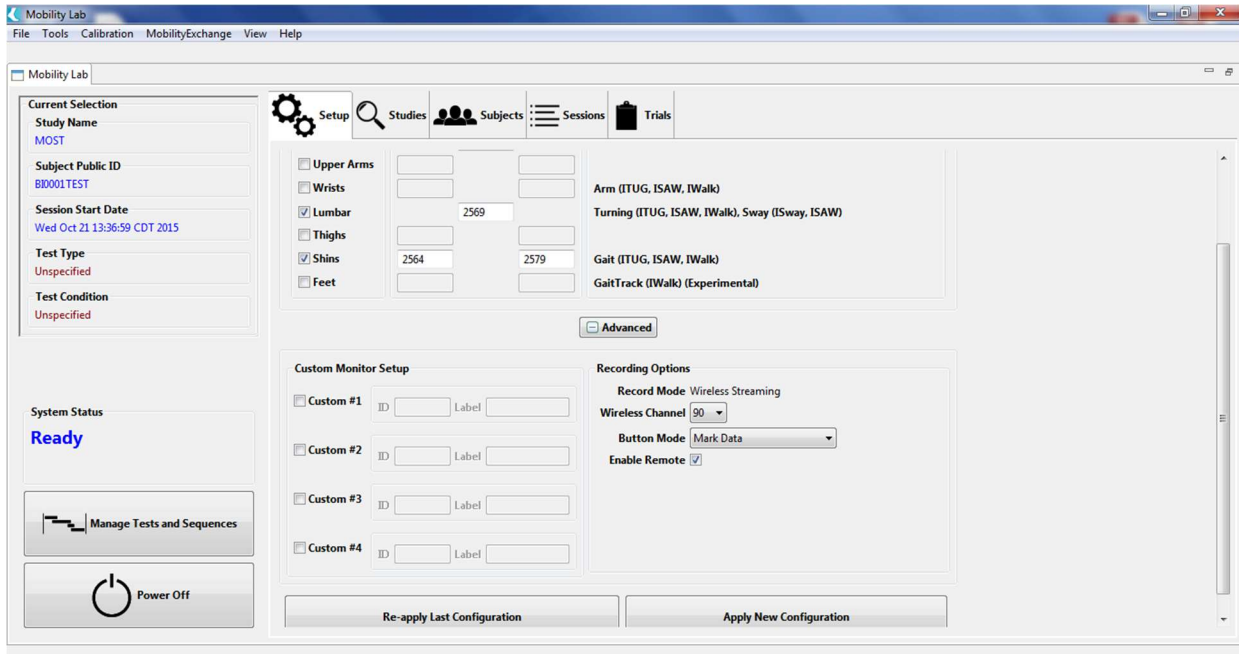 Mobility Lab
File Tools Calibration MobilityExchange View Help
Mobility Lab
Current Selection
Study Name
MOST
Subject Public ID
BI0001TEST
Session Start Date
Wed Oct 21 13:36:59 CDT 2015
Test Type
Unspecified
Test Condition
Unspecified
System Status
Ready
Manage Tests and Sequences
Power Off
Setup Studies Subjects Sessions Trials
Upper Arms
Wrists Arm (ITUG, ISAW, IWalk)
Lumbar 2569 Turning (ITUG, ISAW, IWalk), Sway (ISway, ISAW)
Thighs
Shins 2564 2579 Gait (ITUG, ISAW, IWalk)
Feet GaitTrack (IWalk) (Experimental)
Advanced
Custom Monitor Setup
Custom #1 ID Label
Custom #2 ID Label
Custom #3 ID Label
Custom #4 ID Label
Recording Options
Record Mode Wireless Streaming
Wireless Channel 90
Button Mode Mark Data
Enable Remote
Re-apply Last Configuration Apply New Configuration